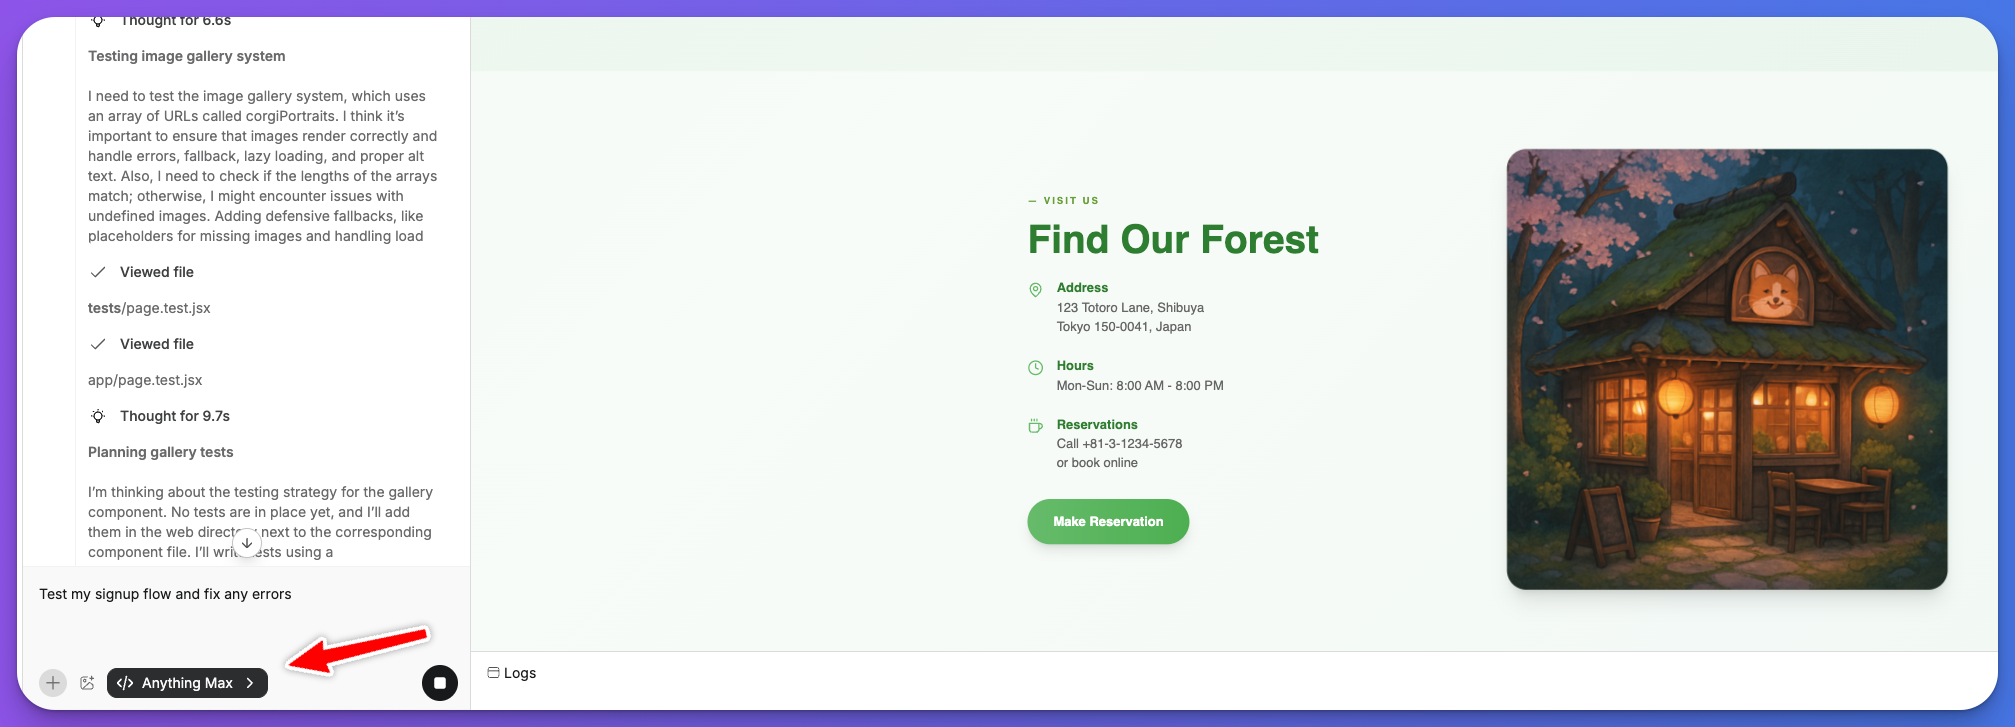 Thought for 6.6s
Testing image gallery system
I need to test the image gallery system, which uses
an array of URLs called corgiPortraits. I think it's
important to ensure that images render correctly and
handle errors, fallback, lazy loading, and proper alt
text. Also, I need to check if the lengths of the arrays
match; otherwise, I might encounter issues with
undefined images. Adding defensive fallbacks, like
placeholders for missing images and handling load
Viewed file
tests/page.test.jsx
Viewed file
app/page.test.jsx
Thought for 9.7s
Planning gallery tests
I'm thinking about the testing strategy for the gallery
component. No tests are in place yet, and I'll add
them in the web directory next to the corresponding
component file. I'll write tests using a
Test my signup flow and fix any errors
</> Anything Max
— VISIT US
Find Our Forest
Address
123 Totoro Lane, Shibuya
Tokyo 150-0041, Japan
Hours
Mon-Sun: 8:00 AM - 8:00 PM
Reservations
Call +81-3-1234-5678
or book online
Make Reservation
Logs